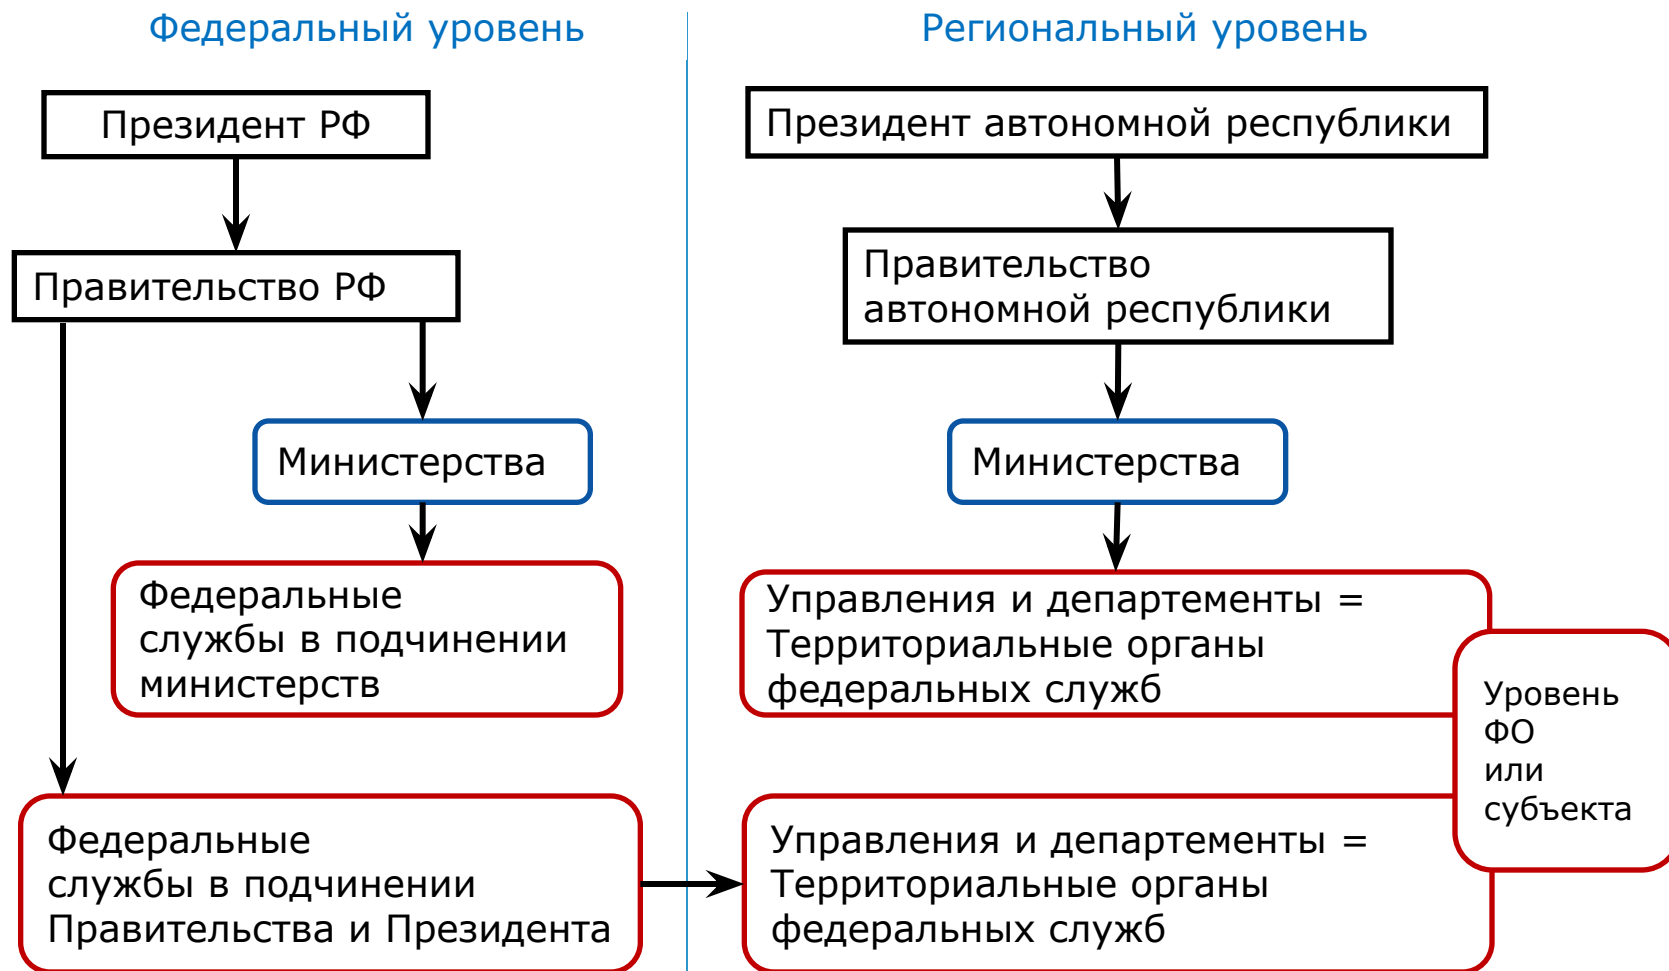 Федеральный уровень
Региональный уровень
Президент РФ
Президент автономной республики
Правительство РФ
Правительство
автономной республики
Министерства
Министерства
Федеральные
службы в подчинении
министерств
Управления и департементы =
Территориальные органы
федеральных служб
Уровень
ФО
или
субъекта
Федеральные
службы в подчинении
Правительства и Президента
Управления и департементы =
Территориальные органы
федеральных служб